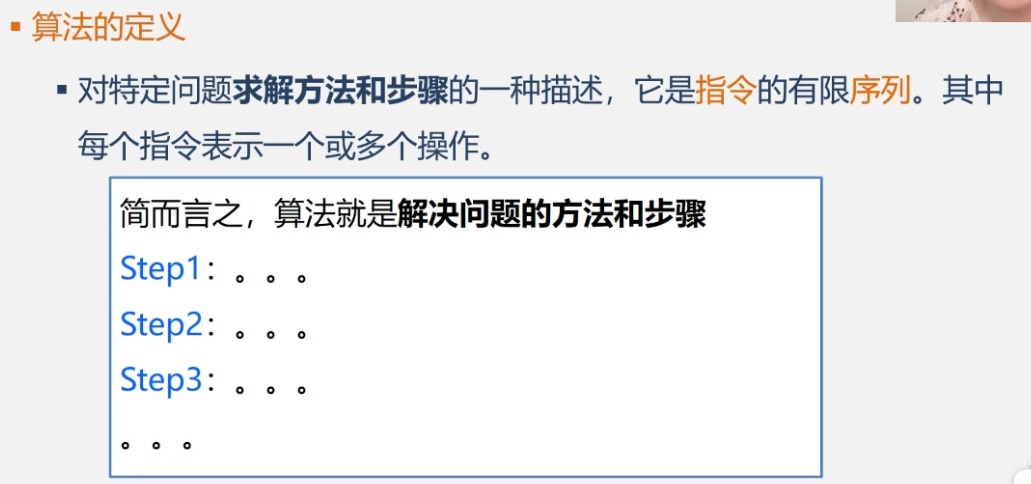 ▪ 算法的定义
▪ 对特定问题求解方法和步骤的一种描述，它是指令的有限序列。其中
每个指令表示一个或多个操作。
简而言之，算法就是解决问题的方法和步骤
Step1：。。。
Step2：。。。
Step3：。。。
。。。